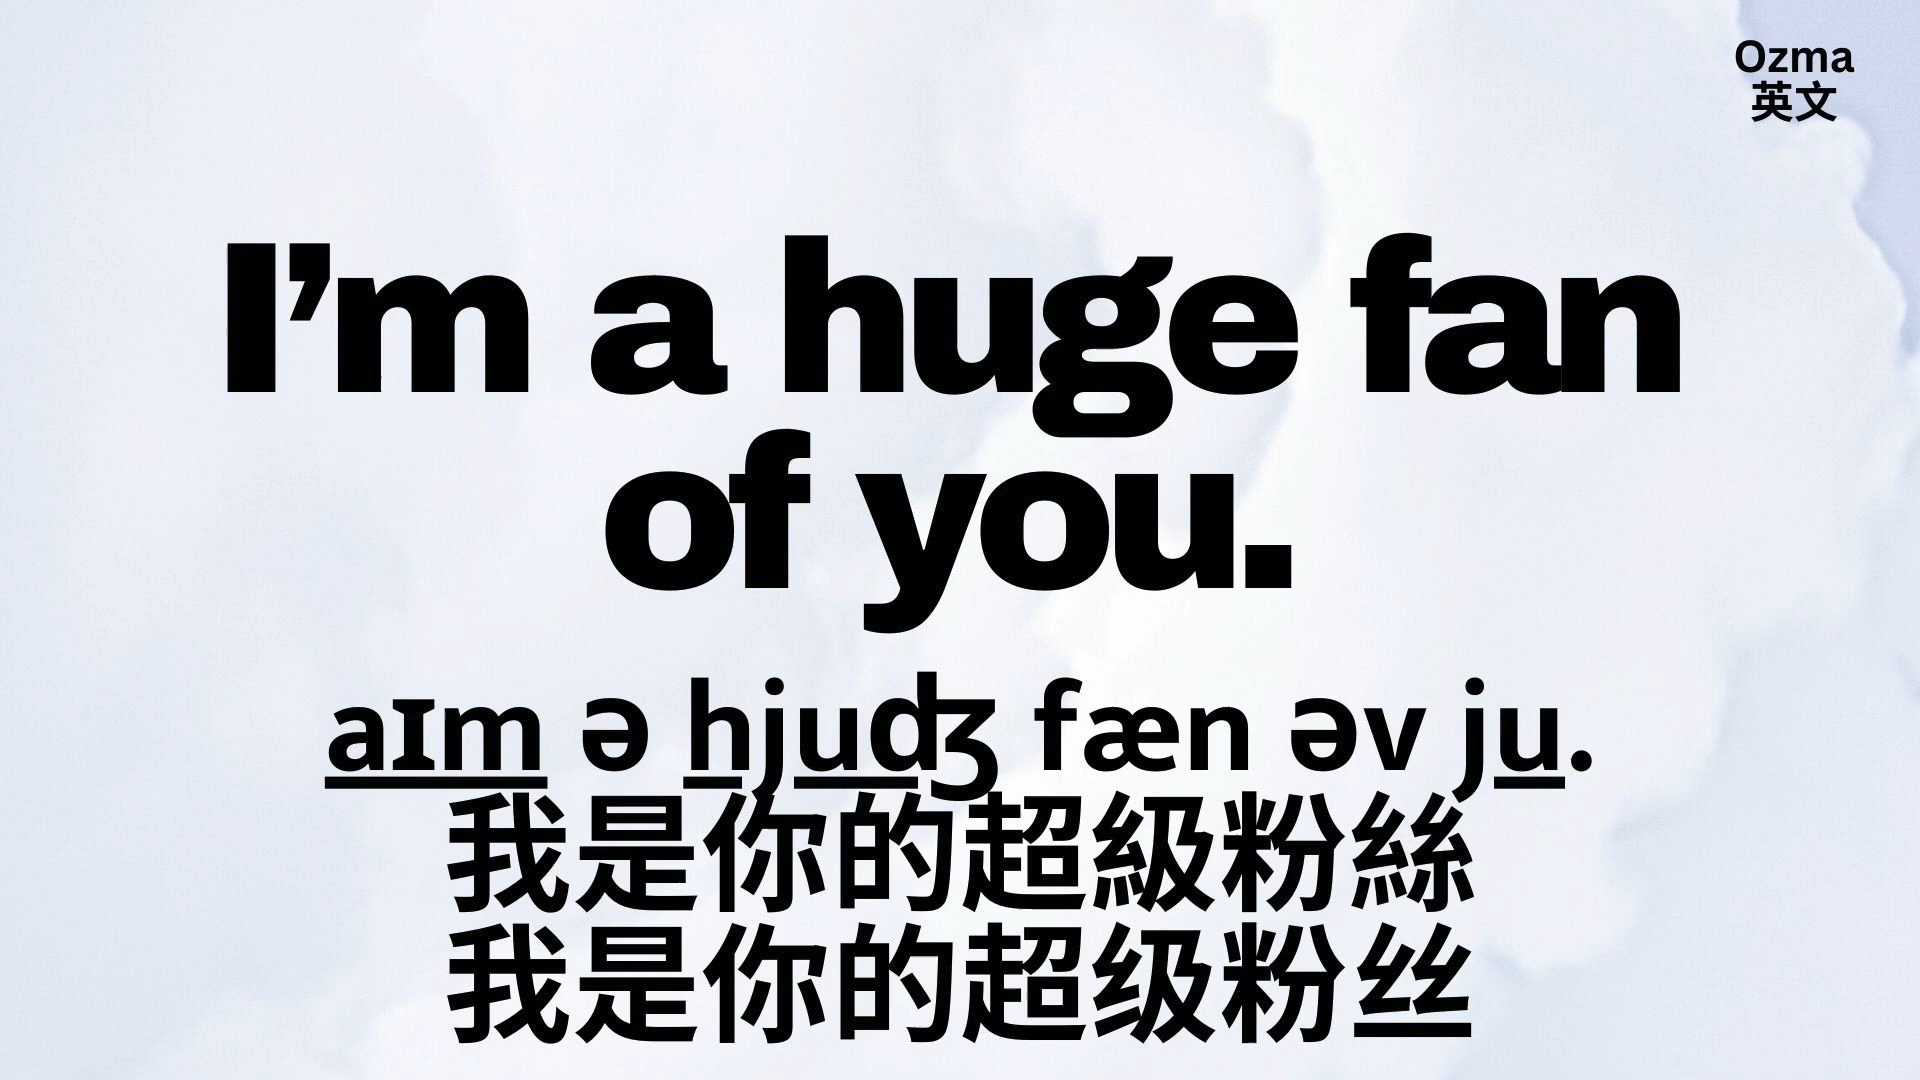 Ozma
英文
I’m a huge fan
of you.
aɪm ə hjuʤ fæn əv ju.
我是你的超級粉絲
我是你的超级粉丝